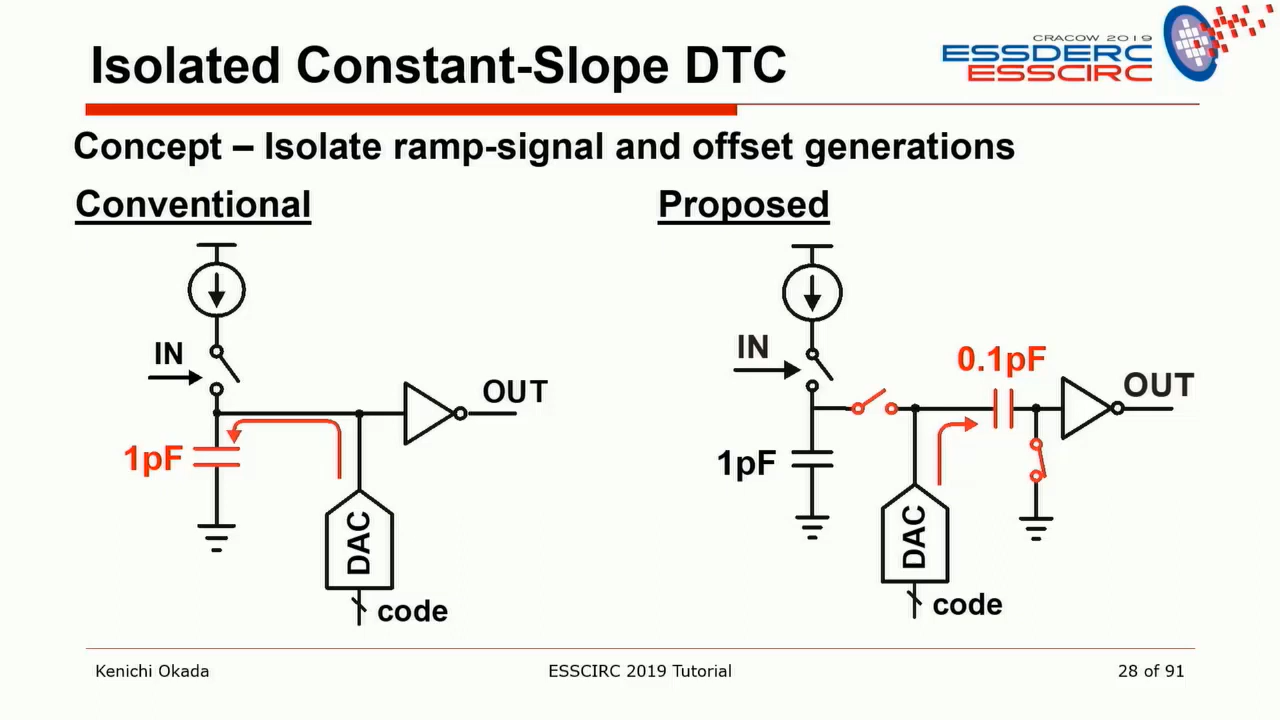 Isolated Constant-Slope DTC
CRACOW 2019
ESSDERC
ESSCIRC
Concept – Isolate ramp-signal and offset generations
Conventional
IN
OUT
1pF
DAC
code
Proposed
IN
0.1pF
OUT
1pF
DAC
code
Kenichi Okada
ESSCIRC 2019 Tutorial
28 of 91